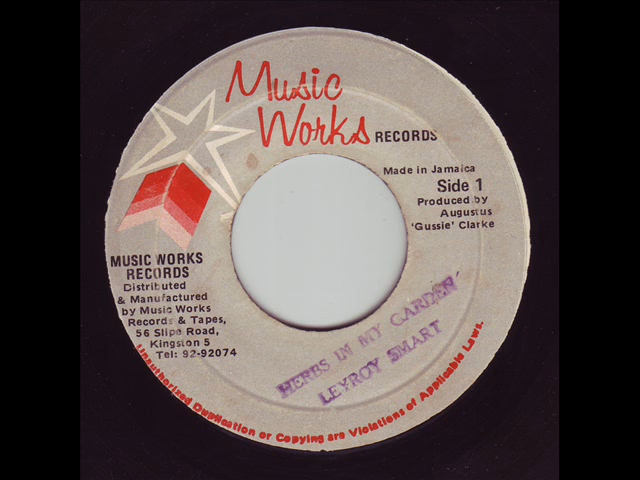 Music
Works RECORDS
Made in Jamaica
Side 1
Produced by
Augustus
'Gussie' Clarke
MUSIC WORKS
RECORDS
Distributed
& Manufactured
by Music Works
Records & Tapes,
56 Slipe Road,
Kingston 5
Tel: 92-92074
HERBS IN MY GARDEN'
LEYROY SMART
Unauthorized Duplication or Copying are Violations of Applicable Laws.